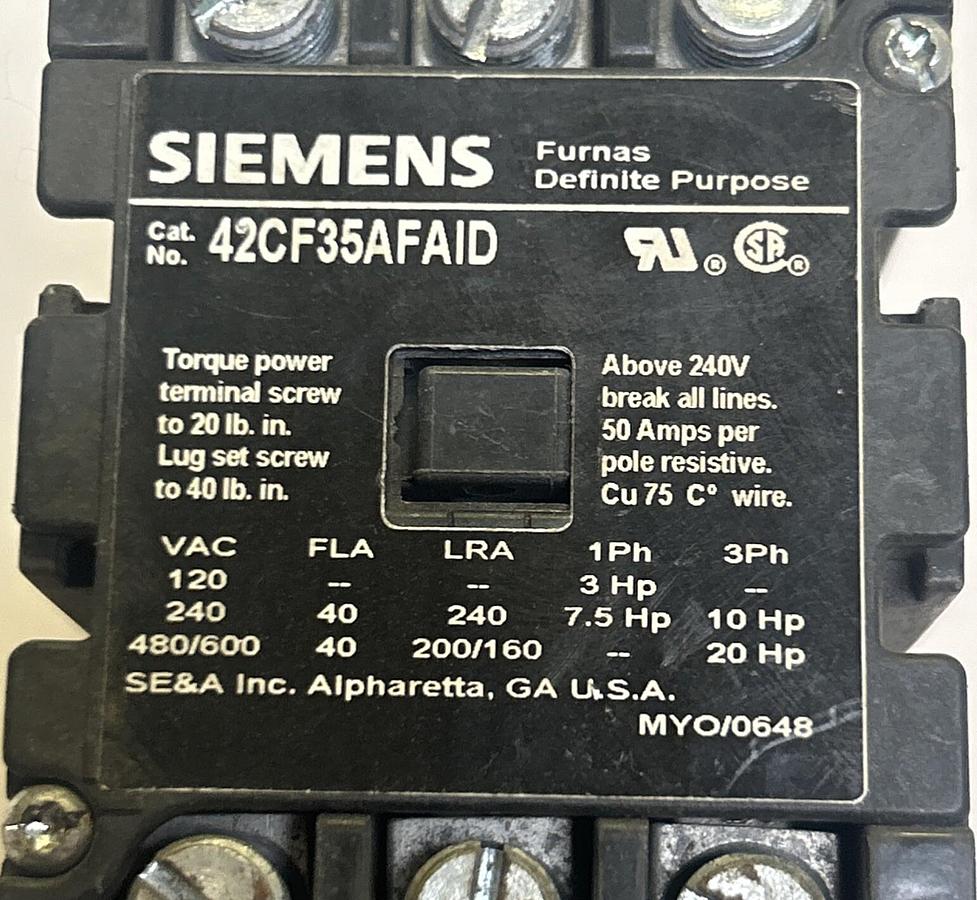 SIEMENS Furnas
Definite Purpose
Cat. No. 42CF35AFAID
RU ® SA ®
Torque power
terminal screw
to 20 lb. in.
Lug set screw
to 40 lb. in.
Above 240V
break all lines.
50 Amps per
pole resistive.
Cu 75 C° wire.
VAC FLA LRA 1Ph 3Ph
120 -- -- 3 Hp --
240 40 240 7.5 Hp 10 Hp
480/600 40 200/160 -- 20 Hp
SE&A Inc. Alpharetta, GA U.S.A.
MYO/0648